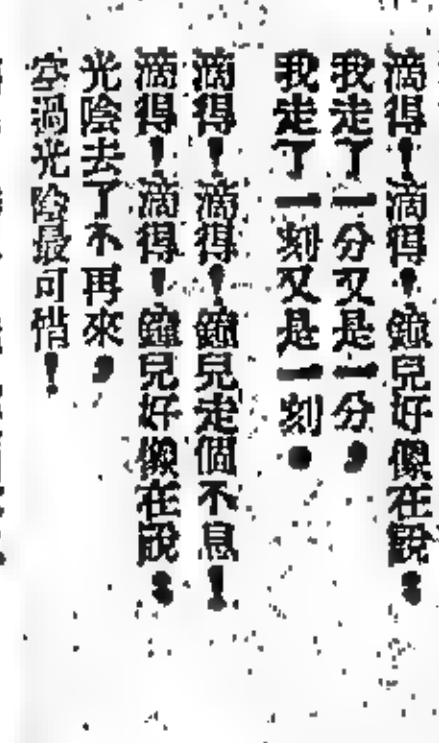 滴得！滴得！鐘兒好像在說：
我走了一分又是一分，
我走了一刻又是一刻。
滴得！滴得！鐘兒走個不息！
滴得！滴得！鐘兒好像在說：
光陰去了不再來，
空過光陰最可惜！